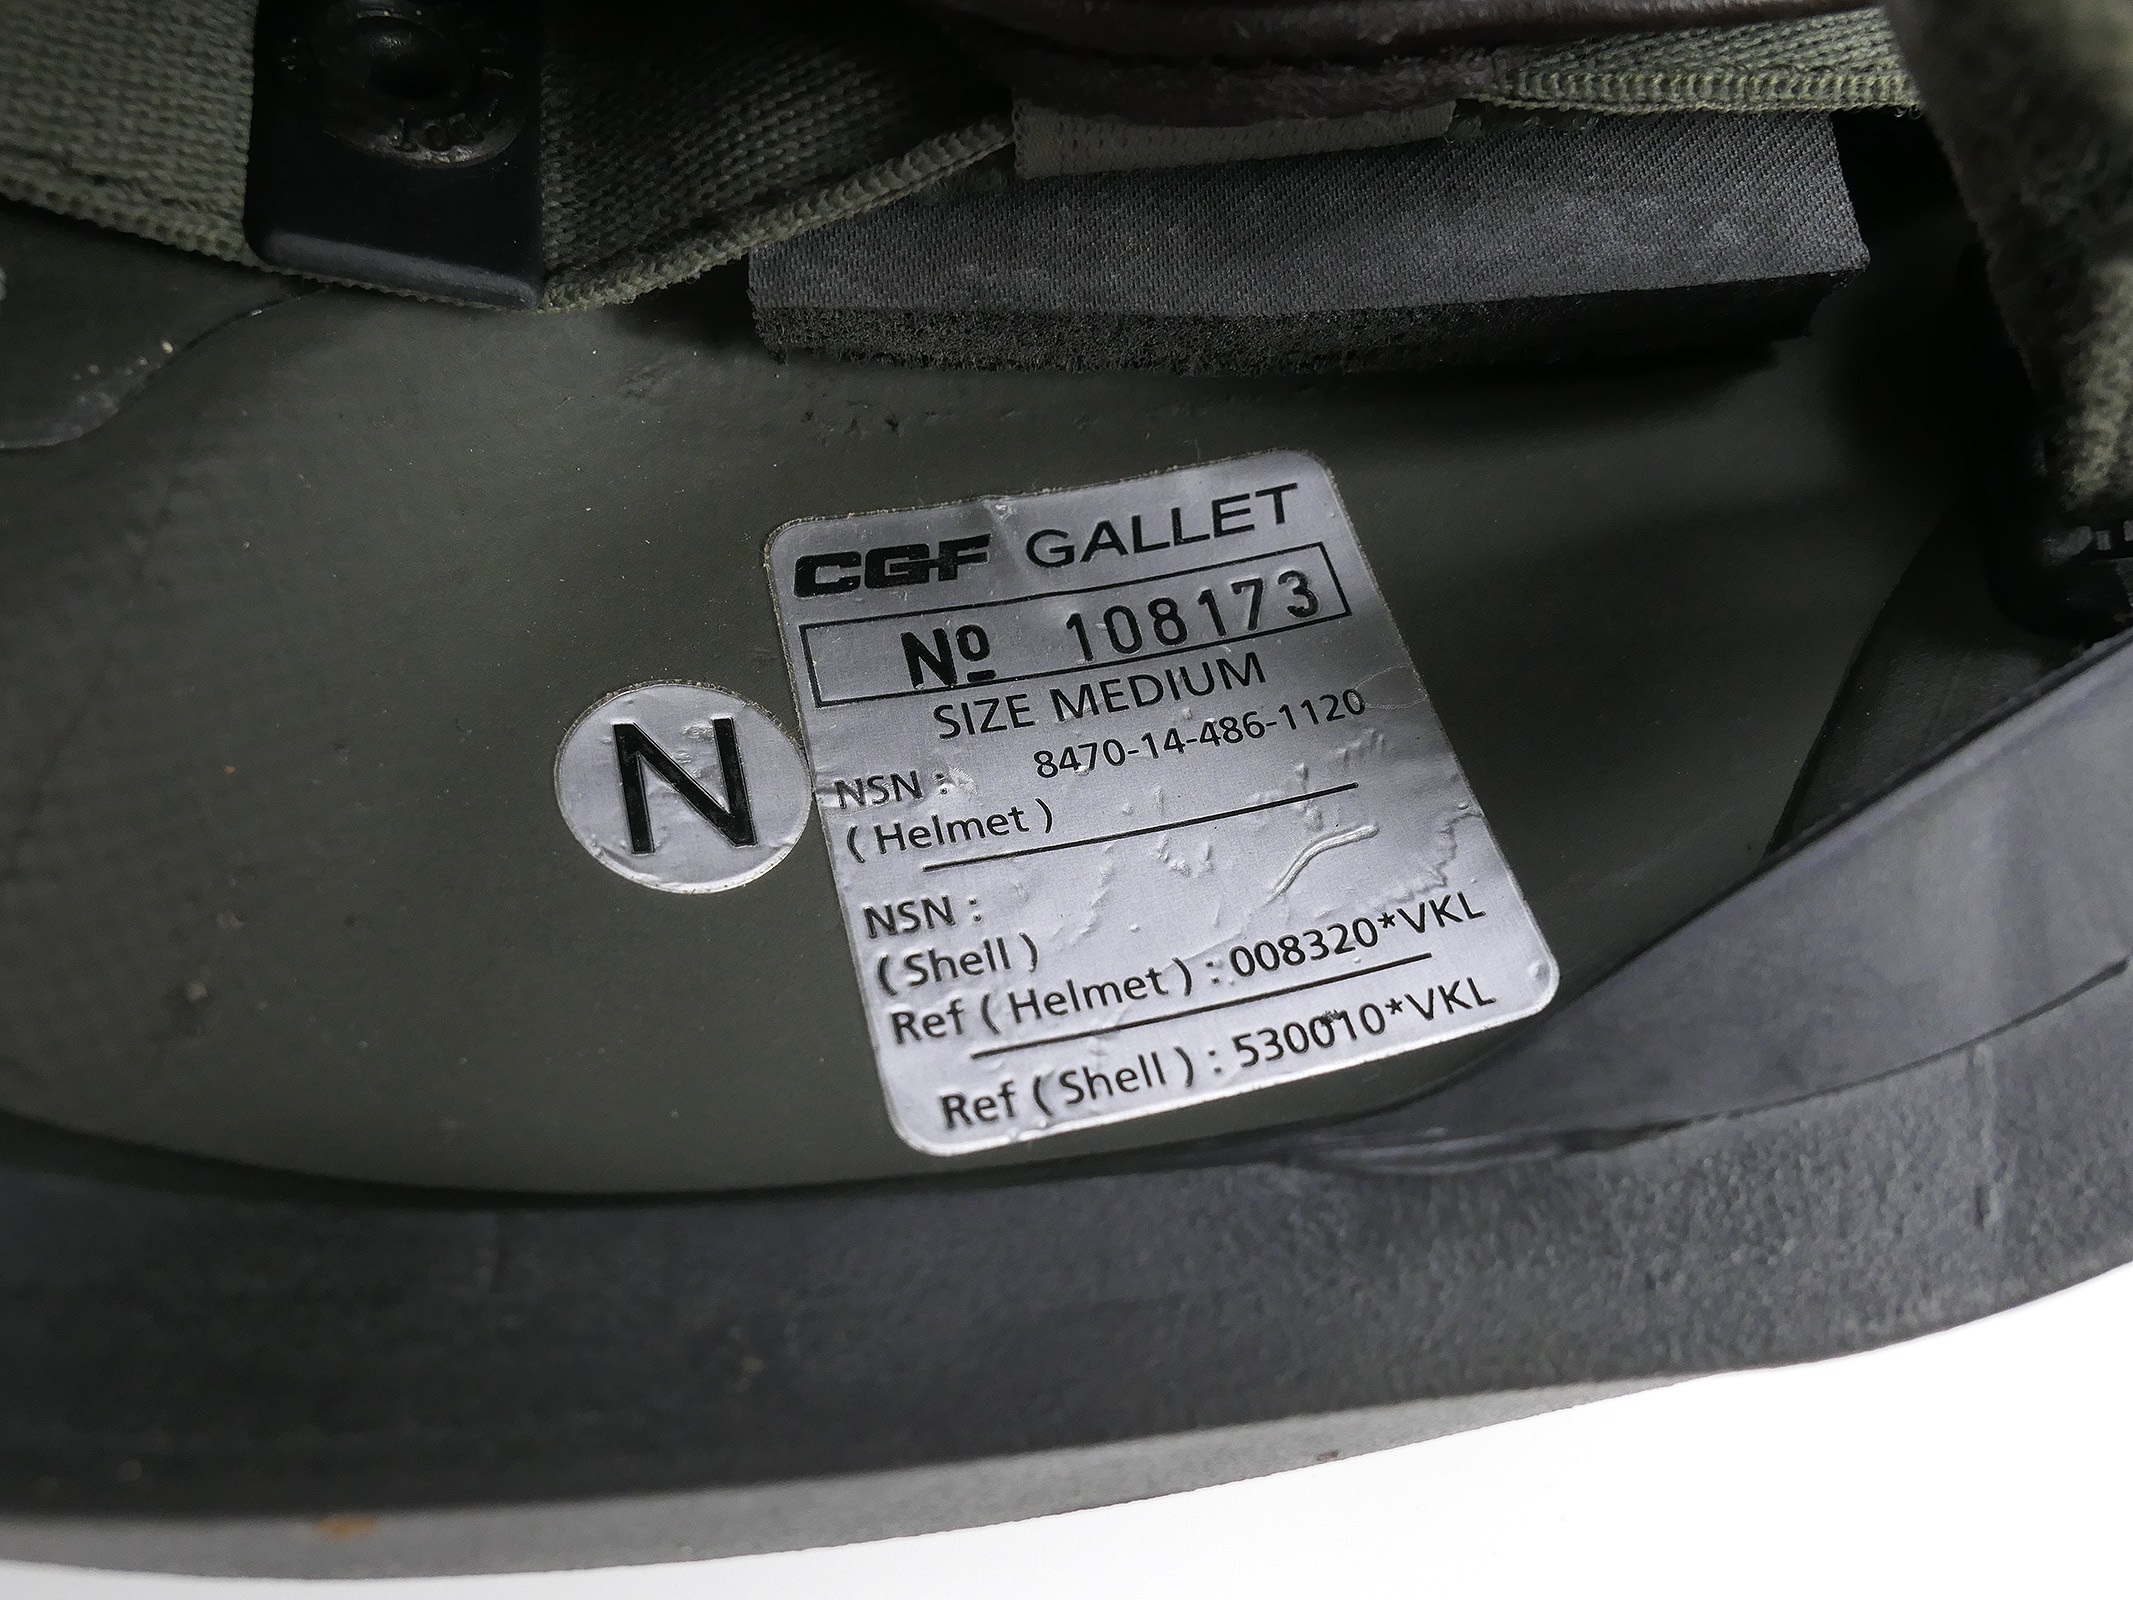 CGF GALLET
Nº 108173
SIZE MEDIUM
NSN : 8470-14-486-1120
( Helmet )
NSN :
( Shell )
Ref ( Helmet ) : 008320*VKL
Ref ( Shell ) : 530010*VKL
N